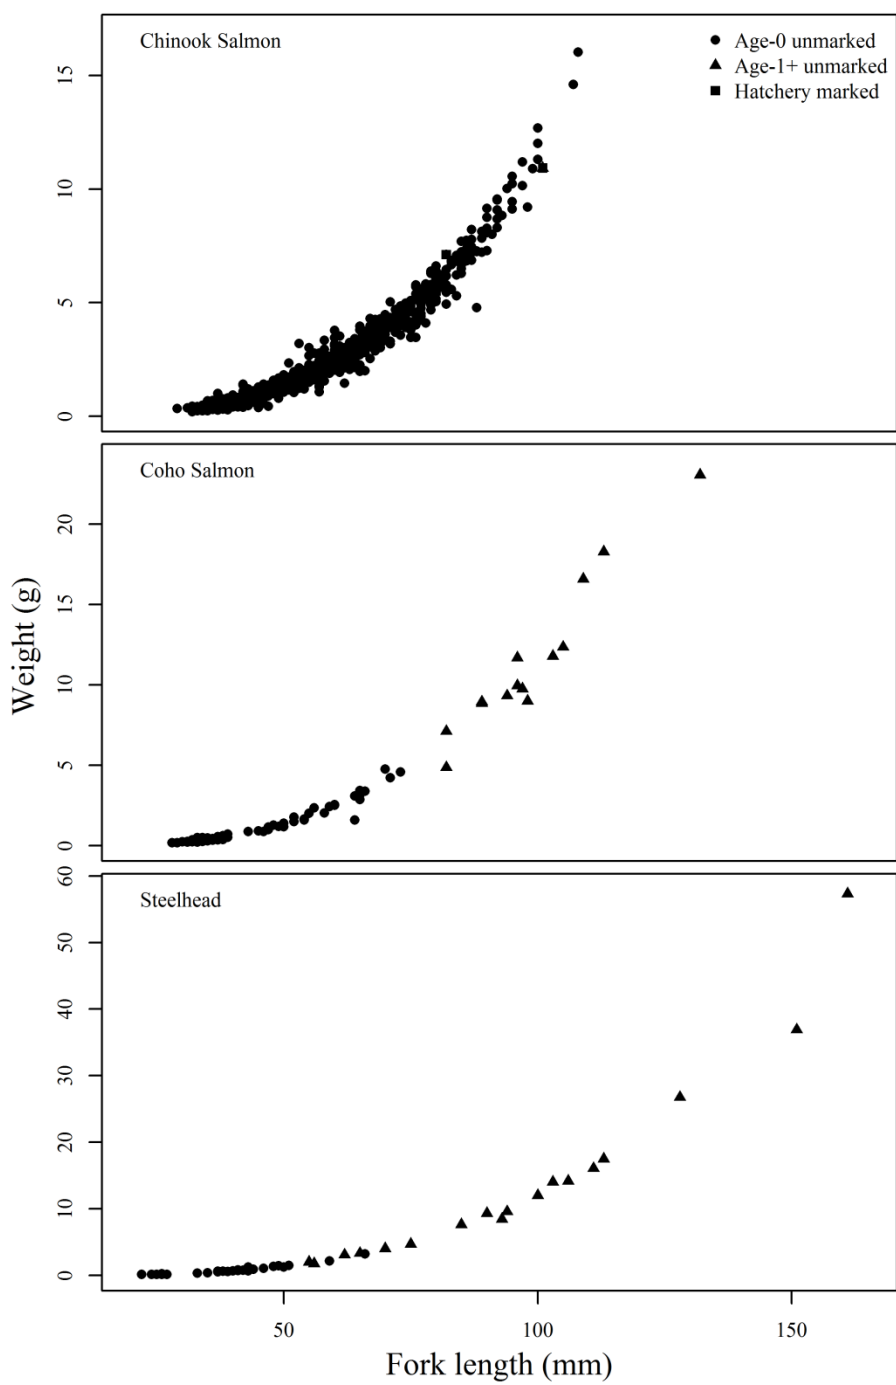 Chinook Salmon
Age-0 unmarked
Age-1+ unmarked
Hatchery marked
15
10
5
0
Coho Salmon
20
15
10
5
0
Weight (g)
Steelhead
60
50
40
30
20
10
0
50 100 150
Fork length (mm)